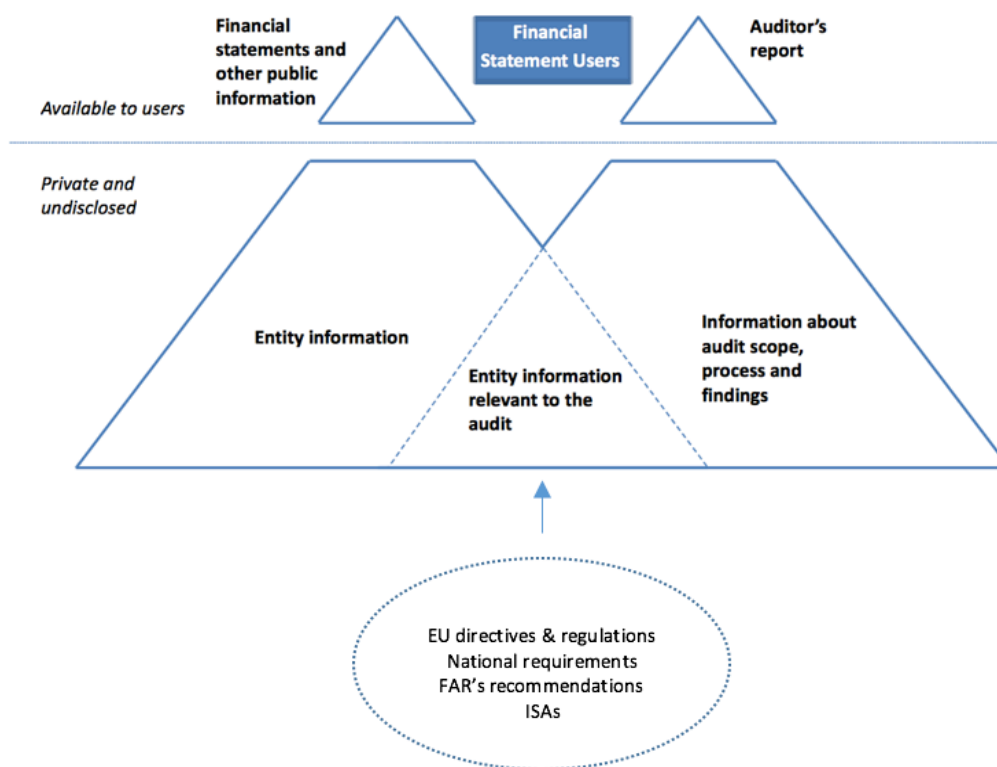 Financial
statements and
other public
information
Financial
Statement Users
Auditor's
report
Available to users
Private and
undisclosed
Entity information
Entity information
relevant to the
audit
Information about
audit scope,
process and
findings
EU directives & regulations
National requirements
FAR's recommendations
ISAs